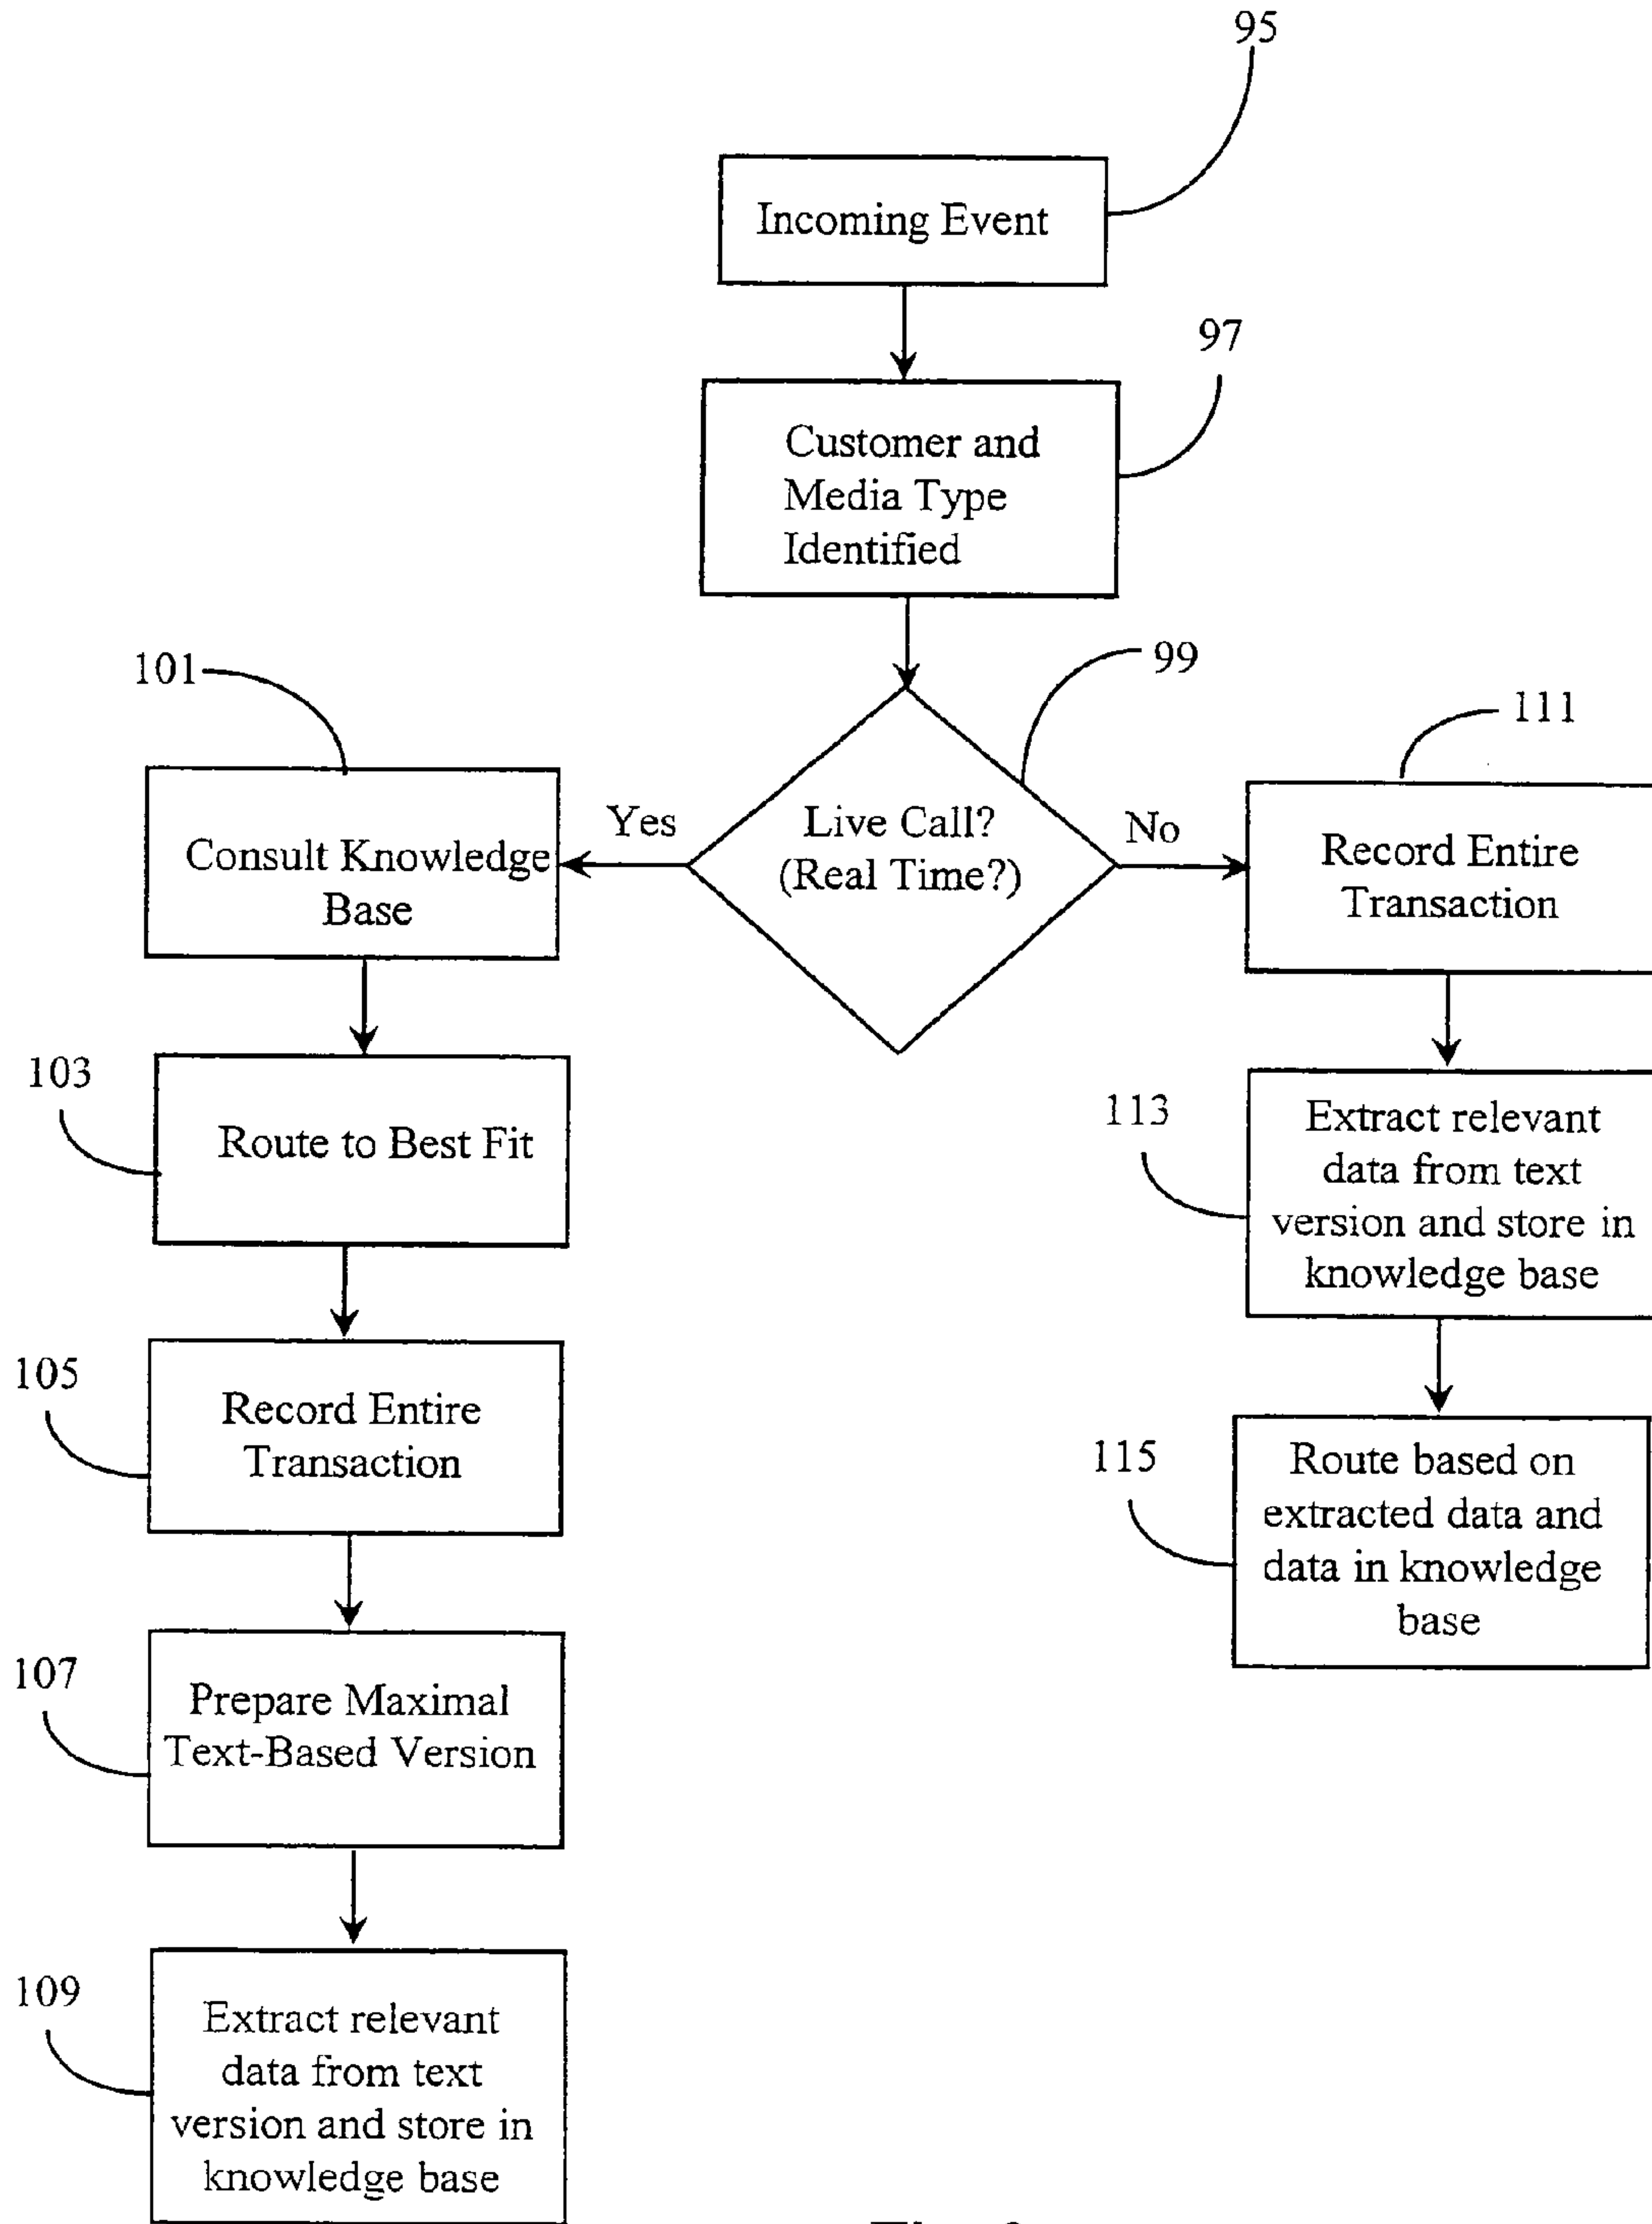 95
Incoming Event
97
Customer and
Media Type
Identified
99
Live Call?
(Real Time?)
Yes
No
101
Consult Knowledge
Base
103
Route to Best Fit
105
Record Entire
Transaction
107
Prepare Maximal
Text-Based Version
109
Extract relevant
data from text
version and store in
knowledge base
111
Record Entire
Transaction
113
Extract relevant
data from text
version and store in
knowledge base
115
Route based on
extracted data and
data in knowledge
base